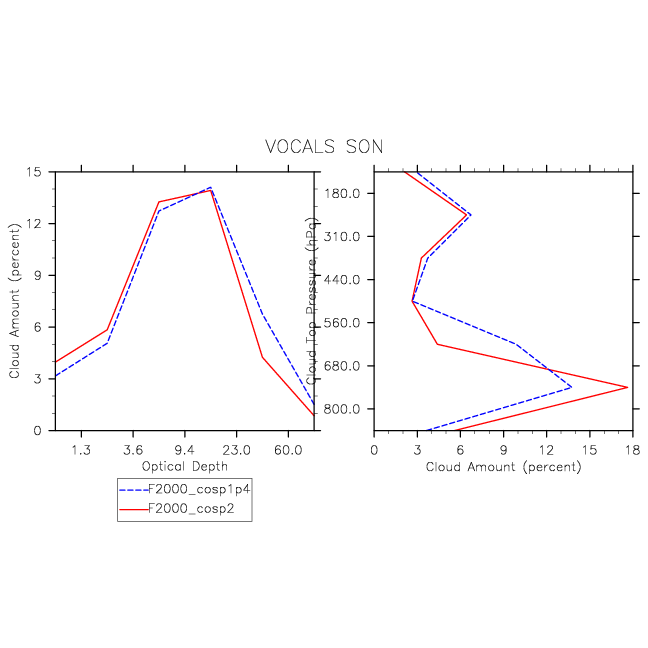 VOCALS SON
Cloud Amount (percent)
15
12
9
6
3
0
1.3 3.6 9.4 23.0 60.0
Optical Depth
Cloud Top Pressure (hPa)
180.0
310.0
440.0
560.0
680.0
800.0
0 3 6 9 12 15 18
Cloud Amount (percent)
F2000_cosp1p4
F2000_cosp2